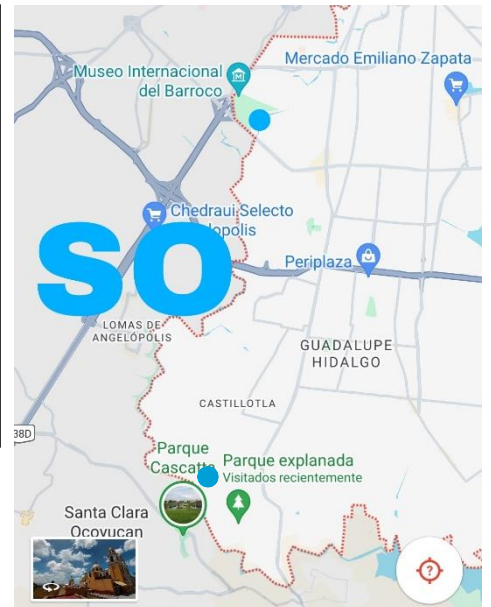 Museo Internacional
del Barroco
Mercado Emiliano Zapata
Chedraui Selecto
SO
Periplaza
LOMAS DE
ANGELÓPOLIS
GUADALUPE
HIDALGO
CASTILLOTLA
38D
Parque
Parque explanada
Visitados recientemente
Santa Clara
Ocoyucan
?